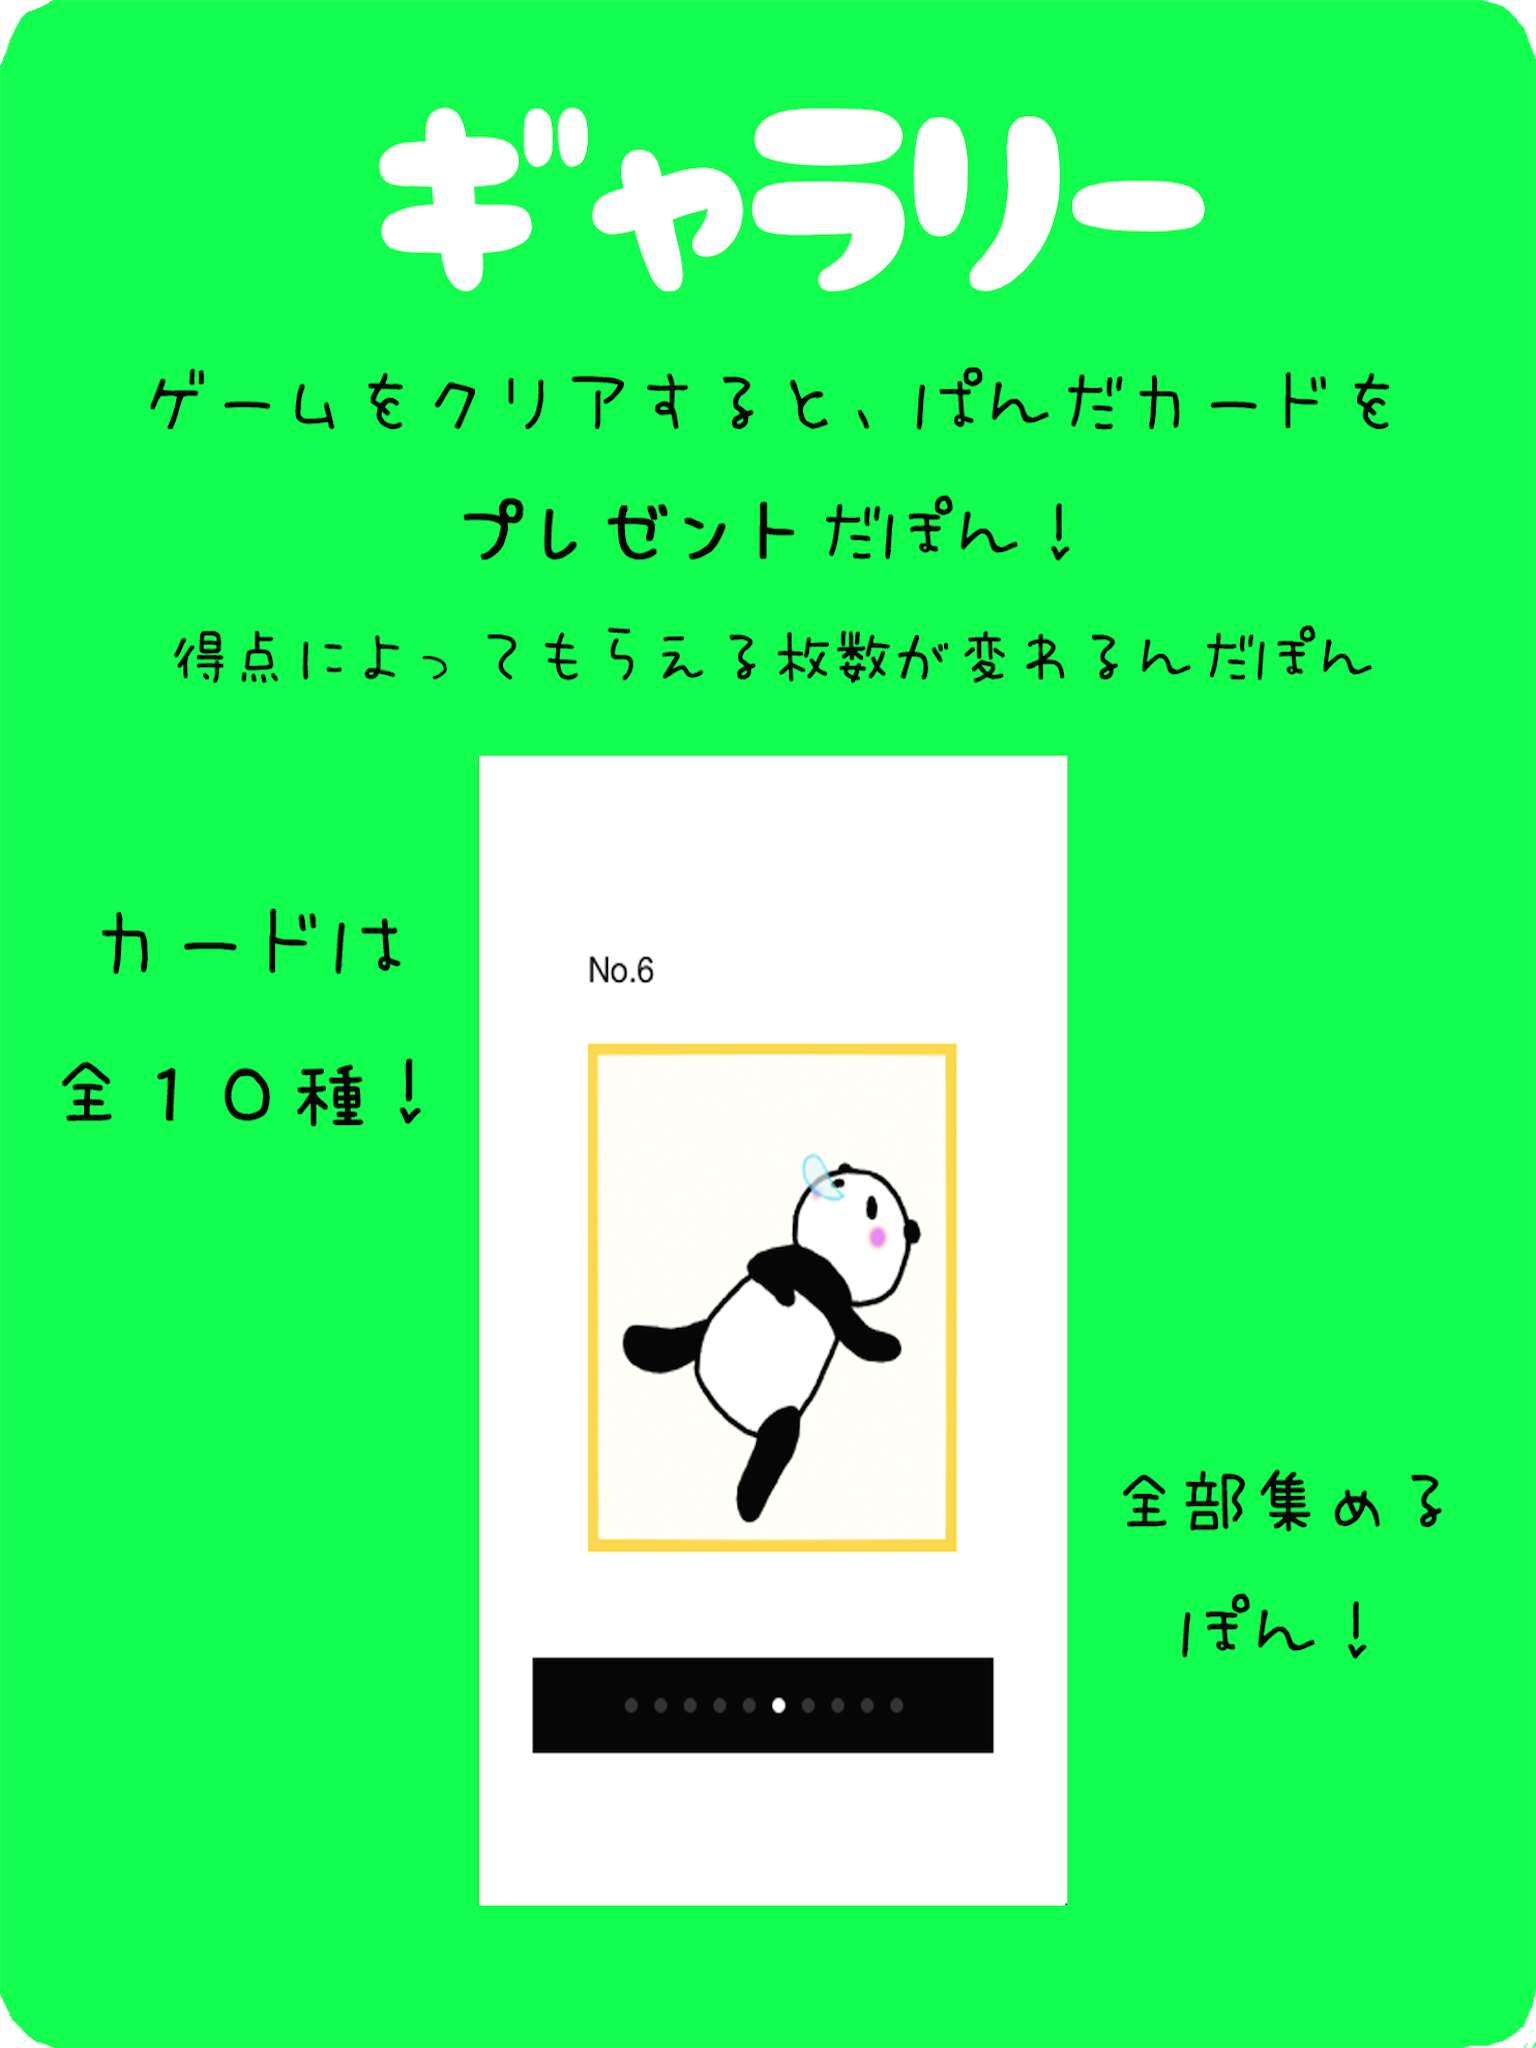 ギャラリー
ゲームをクリアすると、ぱんだカードを
プレゼントだぽん!
得点によってもらえる枚数が変わるんだぽん
カードは
全10種!
No.6
全部集める
ぽん!